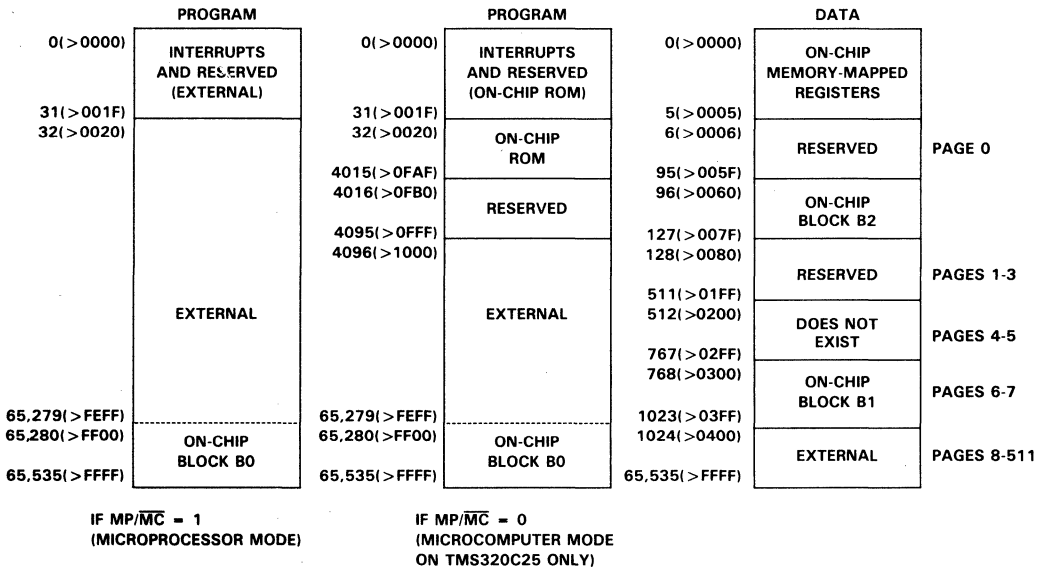 PROGRAM
0(>0000)
INTERRUPTS
AND RESERVED
(EXTERNAL)
31(>001F)
32(>0020)
EXTERNAL
65,279(>FEFF)
65,280(>FF00)
ON-CHIP
BLOCK B0
65,535(>FFFF)
IF MP/M̅C̅ = 1
(MICROPROCESSOR MODE)
PROGRAM
0(>0000)
INTERRUPTS
AND RESERVED
(ON-CHIP ROM)
31(>001F)
32(>0020)
ON-CHIP
ROM
4015(>0FAF)
4016(>0FB0)
RESERVED
4095(>0FFF)
4096(>1000)
EXTERNAL
65,279(>FEFF)
65,280(>FF00)
ON-CHIP
BLOCK B0
65,535(>FFFF)
IF MP/M̅C̅ = 0
(MICROCOMPUTER MODE
ON TMS320C25 ONLY)
DATA
0(>0000)
ON-CHIP
MEMORY-MAPPED
REGISTERS
5(>0005)
6(>0006)
RESERVED
PAGE 0
95(>005F)
96(>0060)
ON-CHIP
BLOCK B2
127(>007F)
128(>0080)
RESERVED
PAGES 1-3
511(>01FF)
512(>0200)
DOES NOT
EXIST
PAGES 4-5
767(>02FF)
768(>0300)
ON-CHIP
BLOCK B1
PAGES 6-7
1023(>03FF)
1024(>0400)
EXTERNAL
PAGES 8-511
65,535(>FFFF)